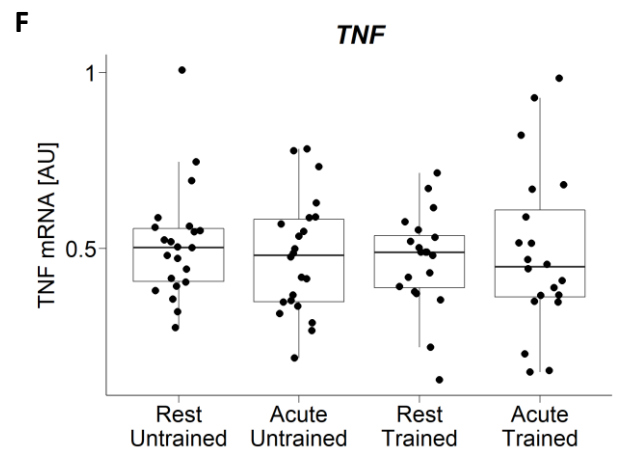 F
TNF
TNF mRNA [AU]
1
0.5
Rest
Untrained
Acute
Untrained
Rest
Trained
Acute
Trained